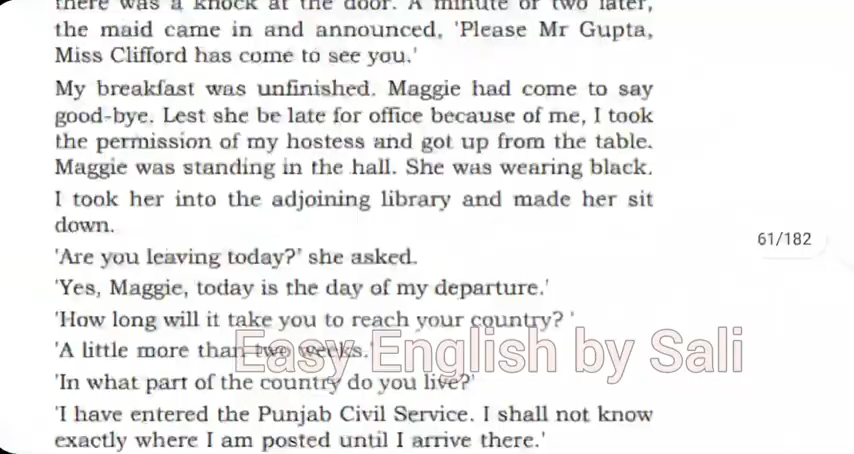 there was a knock at the door. A minute or two later,
the maid came in and announced, 'Please Mr Gupta,
Miss Clifford has come to see you.'
My breakfast was unfinished. Maggie had come to say
good-bye. Lest she be late for office because of me, I took
the permission of my hostess and got up from the table.
Maggie was standing in the hall. She was wearing black.
I took her into the adjoining library and made her sit
down.
'Are you leaving today?' she asked.
'Yes, Maggie, today is the day of my departure.'
'How long will it take you to reach your country? '
'A little more than two weeks.'
'In what part of the country do you live?'
'I have entered the Punjab Civil Service. I shall not know
exactly where I am posted until I arrive there.'
61/182
Easy English by Sali